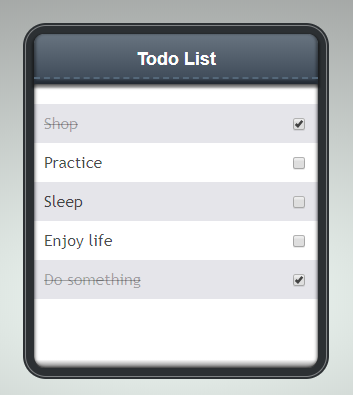 Todo List
Shop
Practice
Sleep
Enjoy life
Do something